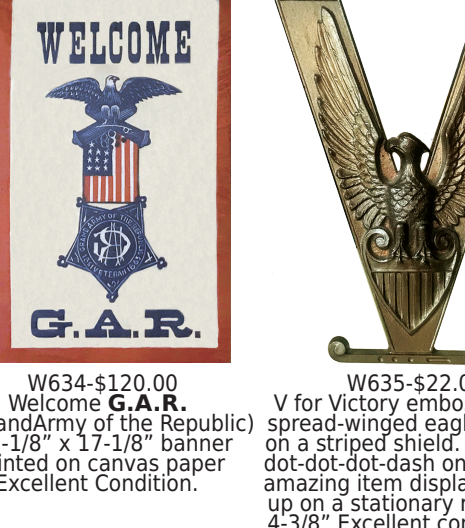 WELCOME
G.A.R.
W634-$120.00
Welcome G.A.R.
andArmy of the Republic)
-1/8” x 17-1/8” banner
inted on canvas paper
Excellent Condition.
W635-$22.0
V for Victory embo
spread-winged eagl
on a striped shield.
dot-dot-dot-dash on
amazing item displa
up on a stationary
4-3/8” Excellent con